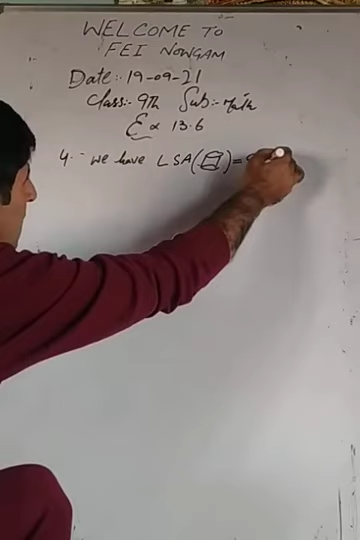 WELCOME TO
FEI NOWGAM
Date:- 19-09-21
Class:- 9Th Sub:- Math
Ex 13.6
4:- we have LSA( ) = 9